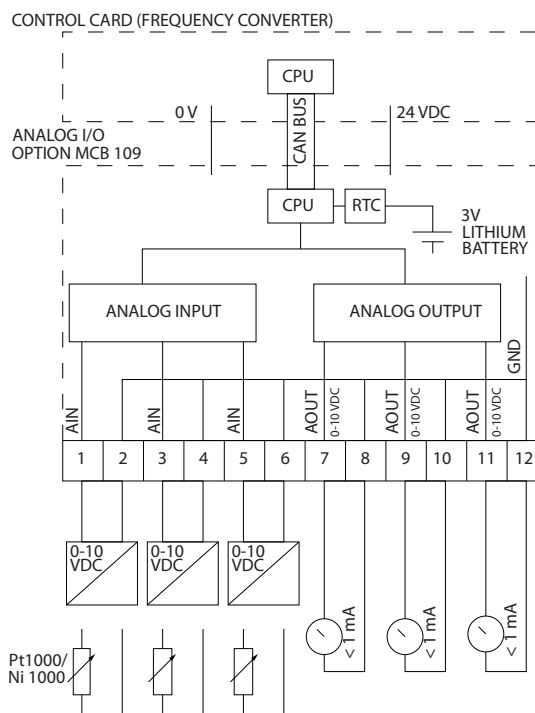 CONTROL CARD (FREQUENCY CONVERTER)
CPU
0 V
24 VDC
CAN BUS
ANALOG I/O
OPTION MCB 109
CPU
RTC
3V
LITHIUM
BATTERY
ANALOG INPUT
ANALOG OUTPUT
GND
AIN
AIN
AIN
AOUT
0-10 VDC
AOUT
0-10 VDC
AOUT
0-10 VDC
1 2 3 4 5 6 7 8 9 10 11 12
0-10
VDC
0-10
VDC
0-10
VDC
< 1 mA
< 1 mA
< 1 mA
Pt1000/
Ni 1000